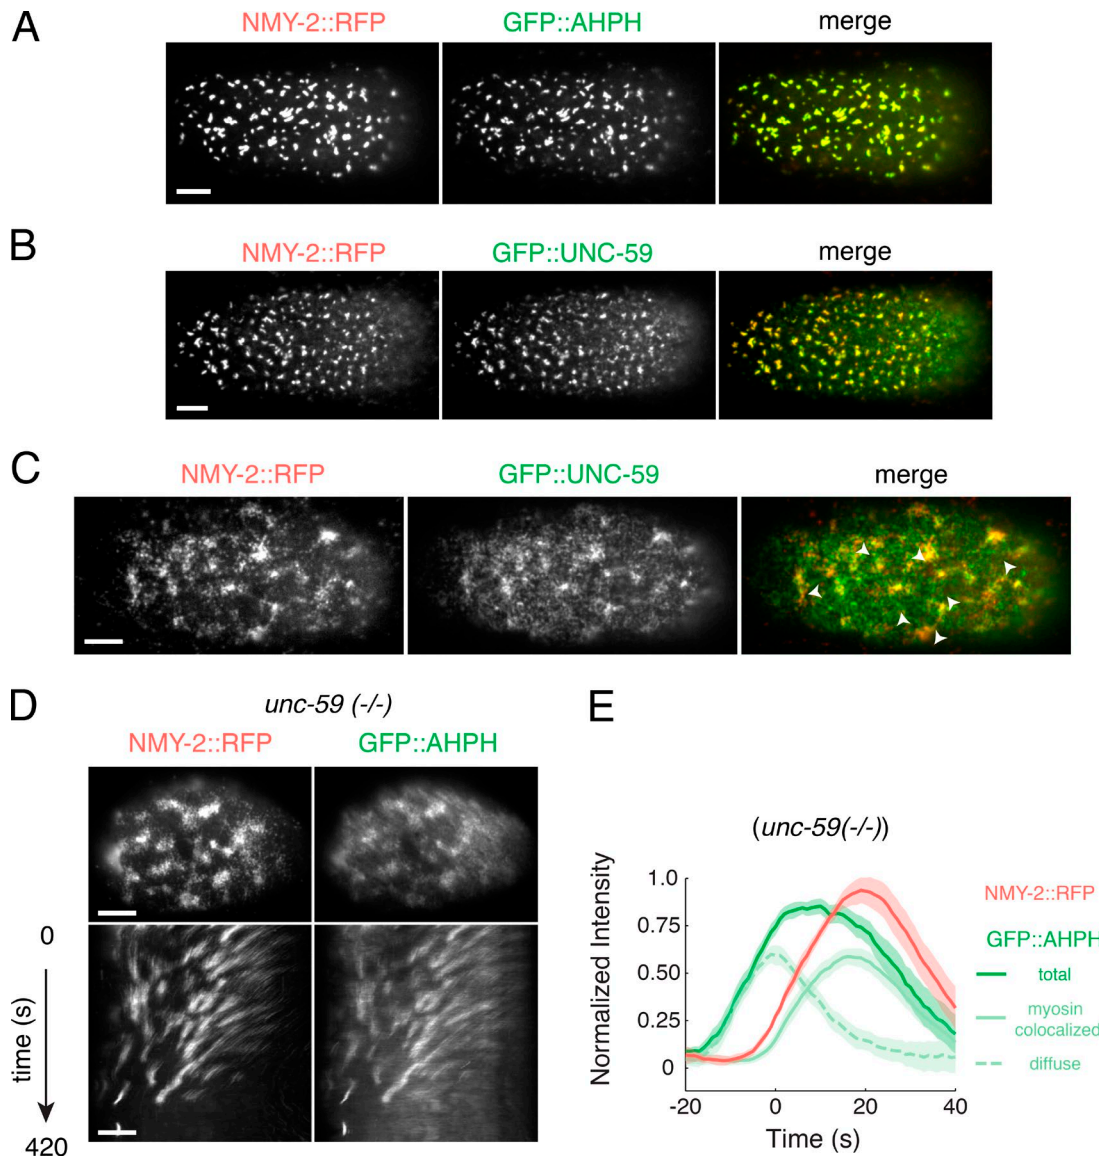 A
NMY-2::RFP GFP::AHPH merge
B
NMY-2::RFP GFP::UNC-59 merge
C
NMY-2::RFP GFP::UNC-59 merge
D
unc-59 (-/-)
NMY-2::RFP GFP::AHPH
0
time (s)
420
E
(unc-59(-/-))
Normalized Intensity
1.0
0.75
0.50
0.25
0
-20 0 20 40
Time (s)
NMY-2::RFP
GFP::AHPH
total
myosin
colocalized
diffuse